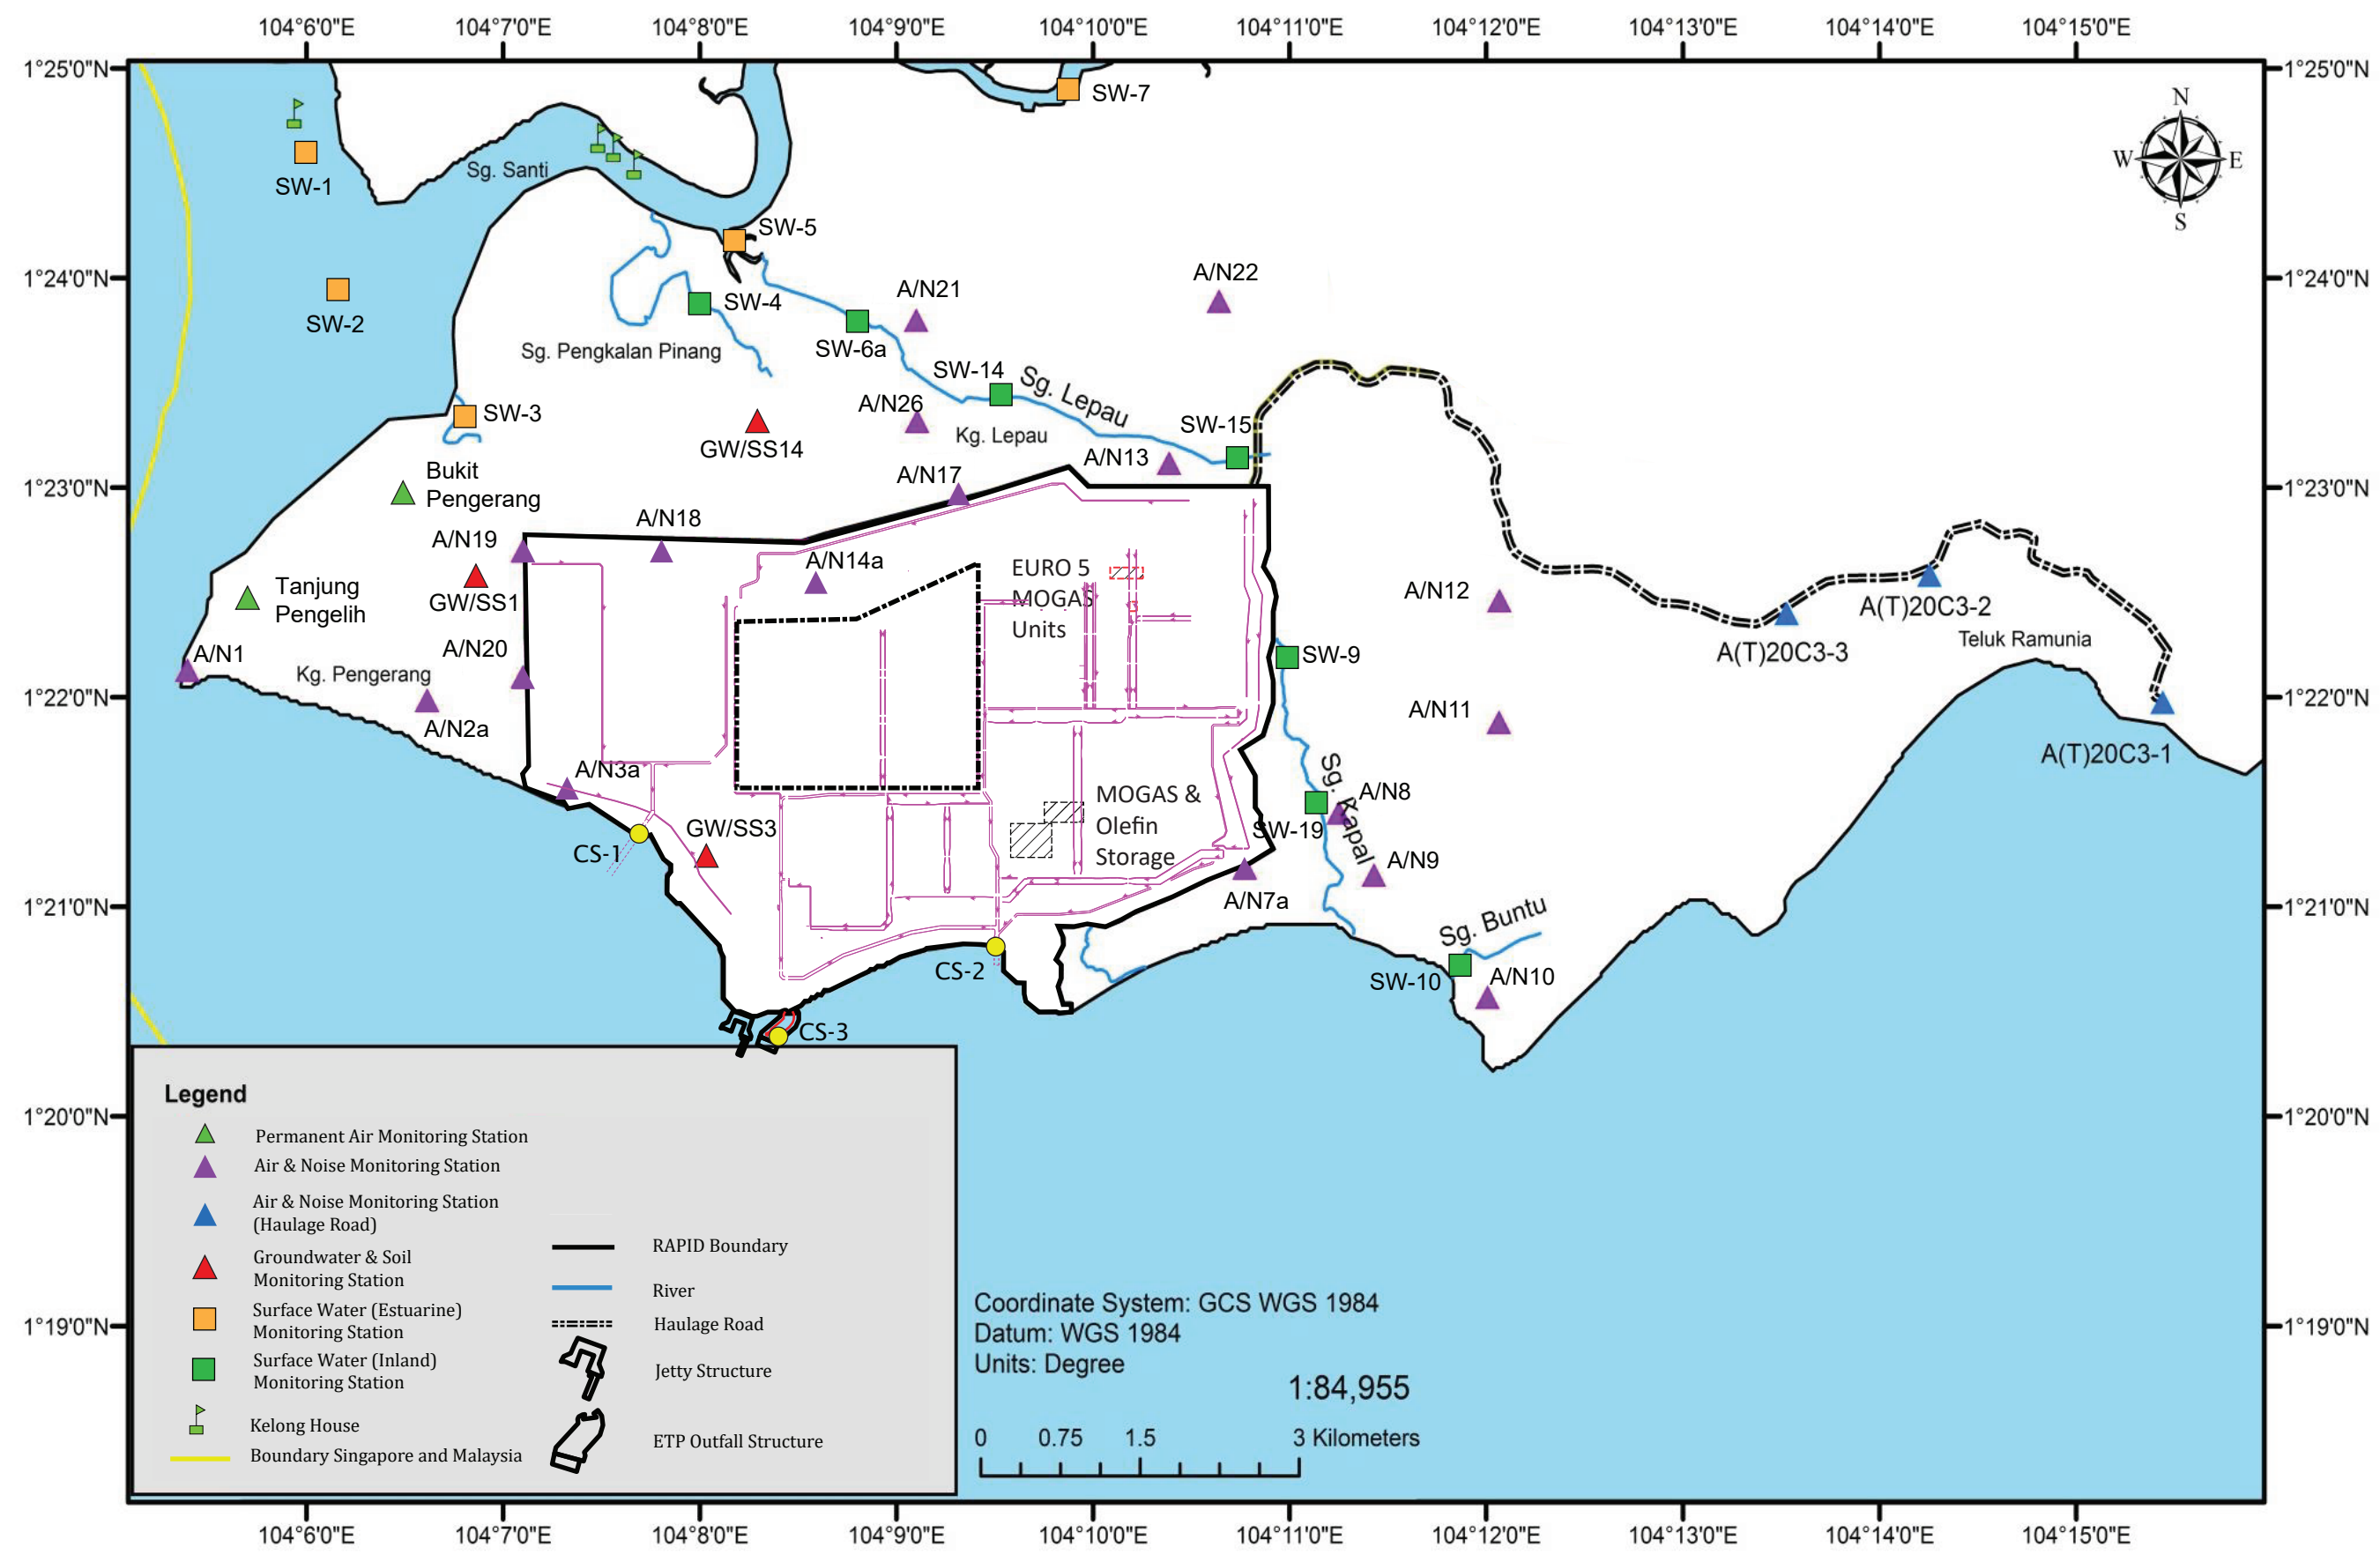 104°6'0"E 104°7'0"E 104°8'0"E 104°9'0"E 104°10'0"E 104°11'0"E 104°12'0"E 104°13'0"E 104°14'0"E 104°15'0"E
1°25'0"N 1°25'0"N
SW-7
N
W E
S
SW-1
Sg. Santi
SW-5
1°24'0"N 1°24'0"N
A/N22
A/N21
SW-4
SW-2
Sg. Pengkalan Pinang
SW-6a
SW-14
Sg. Lepau
A/N26
SW-3
SW-15
Kg. Lepau
GW/SS14
A/N13
Bukit
Pengerang
A/N17
1°23'0"N 1°23'0"N
A/N18
A/N19
A/N14a
EURO 5
MOGAS
Units
Tanjung
Pengelih
GW/SS1
A/N12
A(T)20C3-2
A(T)20C3-3
Teluk Ramunia
A/N1
A/N20
SW-9
Kg. Pengerang
1°22'0"N 1°22'0"N
A/N2a
A/N11
A(T)20C3-1
A/N3a
Sg. Kapal
A/N8
MOGAS &
Olefin
Storage
GW/SS3
SW-19
CS-1
A/N9
A/N7a
1°21'0"N 1°21'0"N
Sg. Buntu
CS-2
SW-10
A/N10
CS-3
Legend
1°20'0"N 1°20'0"N
Permanent Air Monitoring Station
Air & Noise Monitoring Station
Air & Noise Monitoring Station
(Haulage Road)
Groundwater & Soil
Monitoring Station
Surface Water (Estuarine)
Monitoring Station
Surface Water (Inland)
Monitoring Station
Kelong House
Boundary Singapore and Malaysia
RAPID Boundary
River
Haulage Road
Jetty Structure
ETP Outfall Structure
1°19'0"N 1°19'0"N
Coordinate System: GCS WGS 1984
Datum: WGS 1984
Units: Degree
1:84,955
0 0.75 1.5 3 Kilometers
104°6'0"E 104°7'0"E 104°8'0"E 104°9'0"E 104°10'0"E 104°11'0"E 104°12'0"E 104°13'0"E 104°14'0"E 104°15'0"E